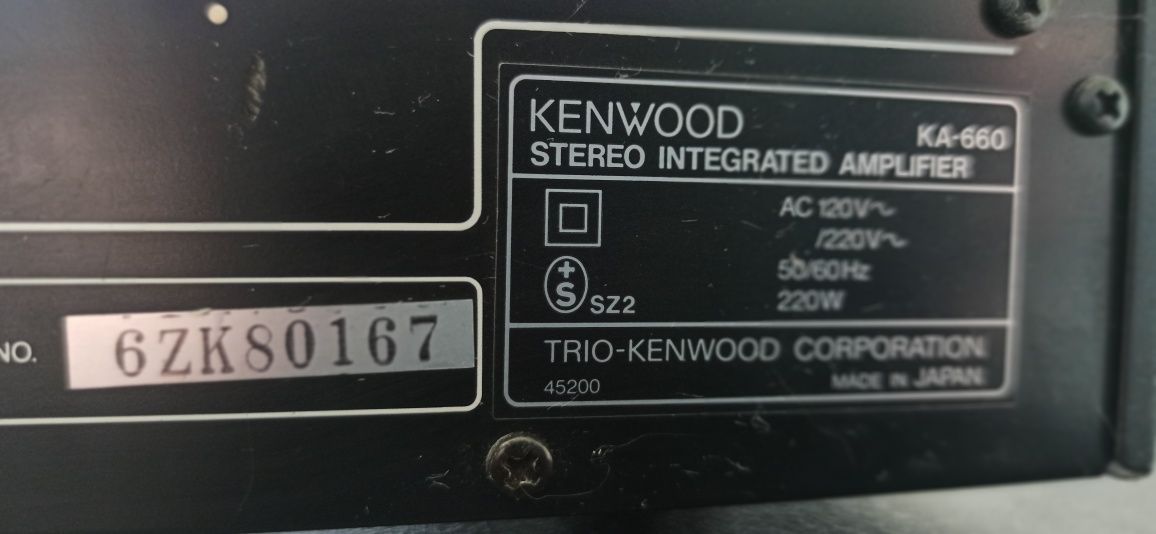 KENWOOD
KA-660
STEREO INTEGRATED AMPLIFIER
AC 120V~
/220V~
50/60Hz
S SZ2
220W
NO. 6ZK80167
TRIO-KENWOOD CORPORATION
45200
MADE IN JAPAN